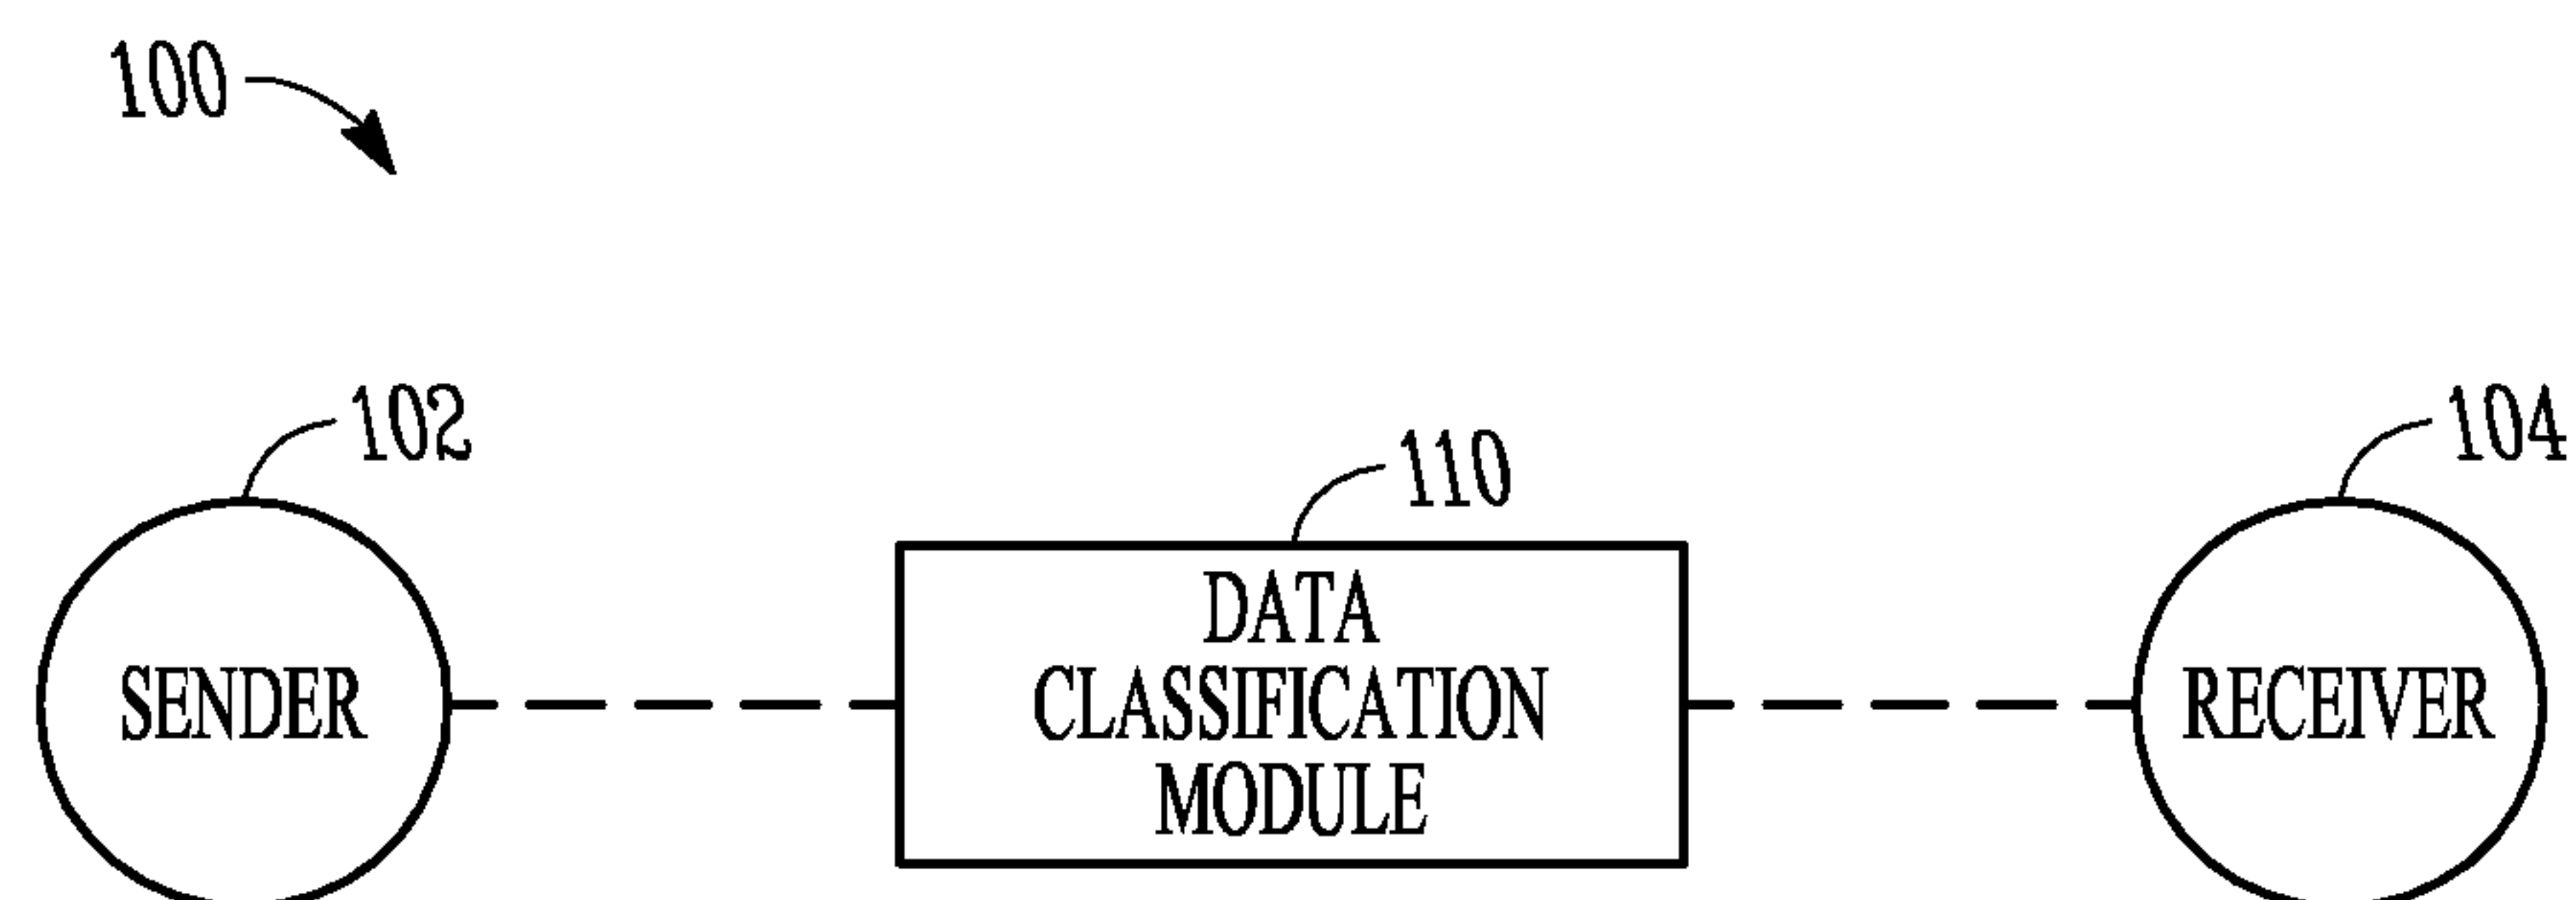 100
102
110
104
SENDER
DATA
CLASSIFICATION
MODULE
RECEIVER